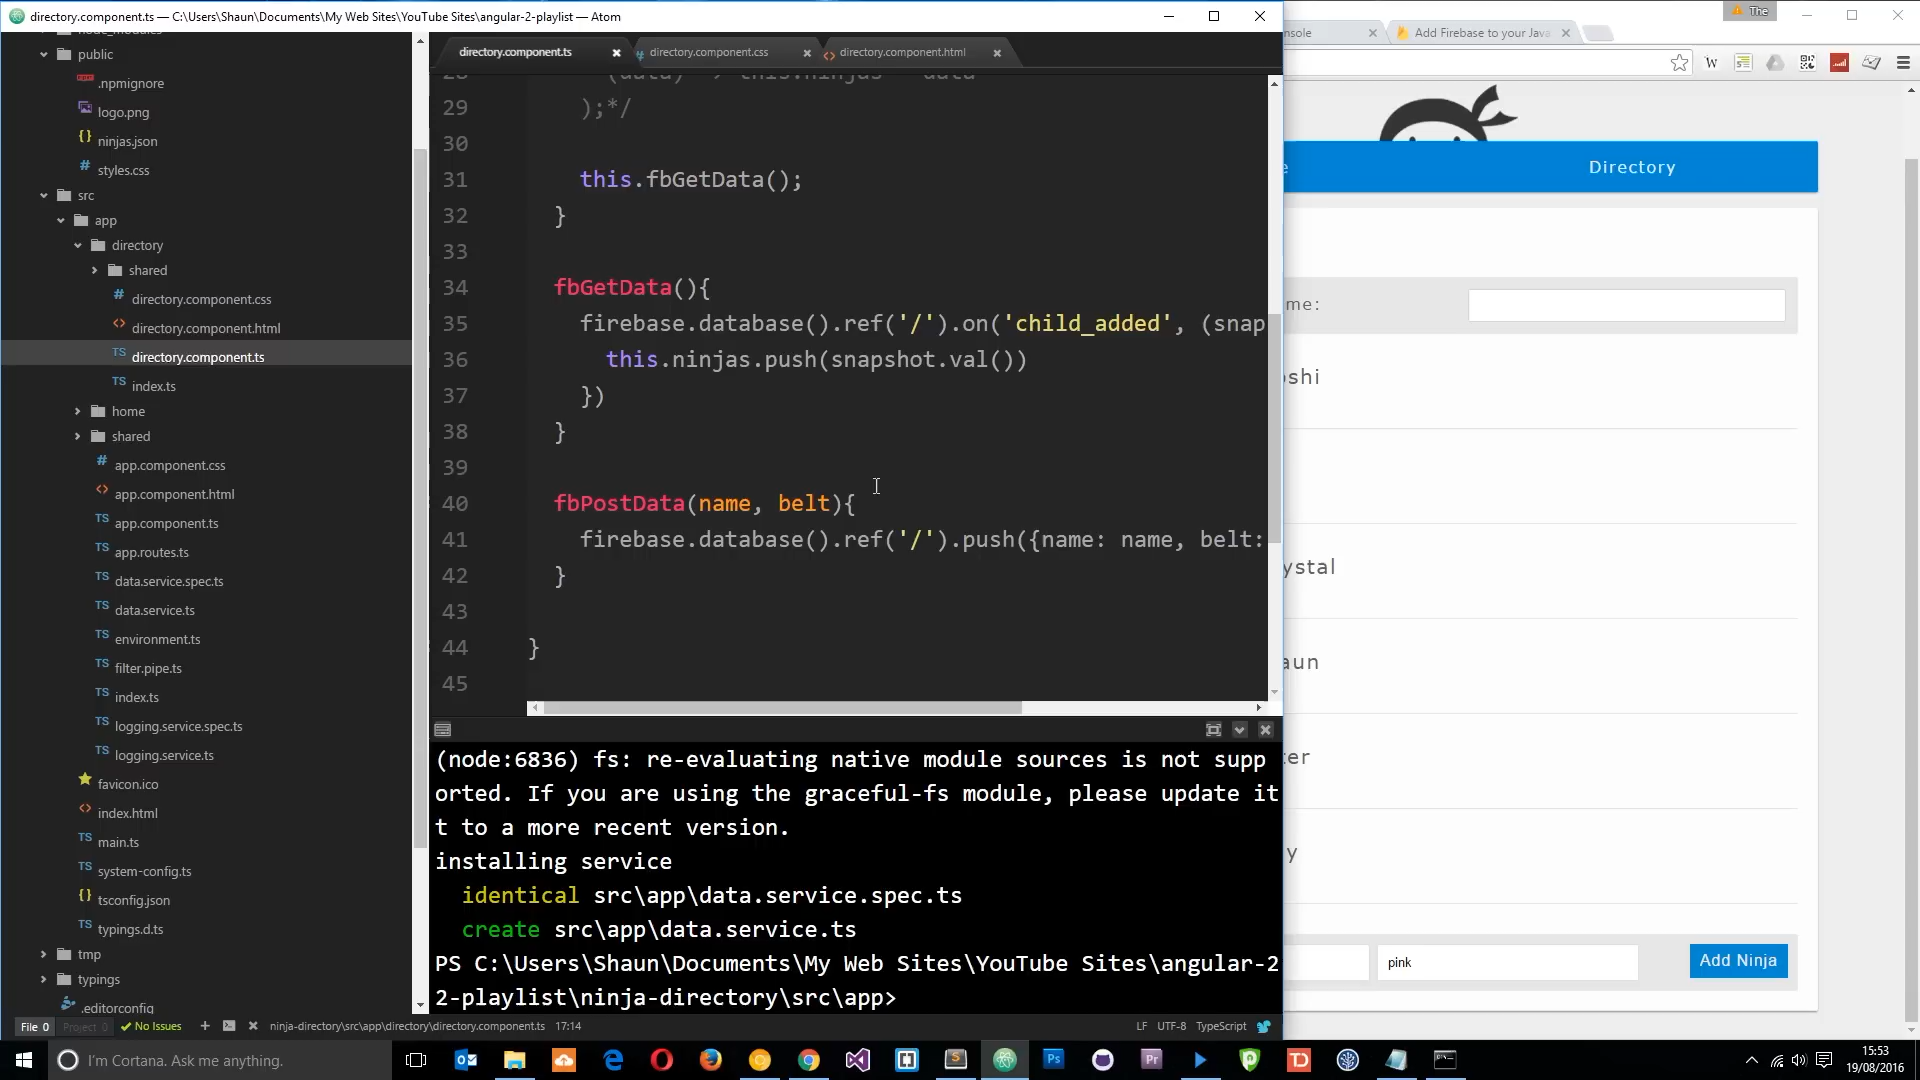 directory.component.ts — C:\Users\Shaun\Documents\My Web Sites\YouTube Sites\angular-2-playlist — Atom
The
node_modules
public
.npmignore
logo.png
ninjas.json
styles.css
src
app
directory
shared
directory.component.css
directory.component.html
directory.component.ts
index.ts
home
shared
app.component.css
app.component.html
app.component.ts
app.routes.ts
data.service.spec.ts
data.service.ts
environment.ts
filter.pipe.ts
index.ts
logging.service.spec.ts
logging.service.ts
favicon.ico
index.html
main.ts
system-config.ts
tsconfig.json
typings.d.ts
tmp
typings
.editorconfig
directory.component.ts
directory.component.css
directory.component.html
29 );*/
30
31 this.fbGetData();
32 }
33
34 fbGetData(){
35 firebase.database().ref('/').on('child_added', (snap
36 this.ninjas.push(snapshot.val())
37 })
38 }
39
40 fbPostData(name, belt){
41 firebase.database().ref('/').push({name: name, belt:
42 }
43
44 }
45
(node:6836) fs: re-evaluating native module sources is not supp
orted. If you are using the graceful-fs module, please update it
t to a more recent version.
installing service
identical src\app\data.service.spec.ts
create src\app\data.service.ts
PS C:\Users\Shaun\Documents\My Web Sites\YouTube Sites\angular-2
2-playlist\ninja-directory\src\app>
File 0 Project 0 No Issues ninja-directory\src\app\directory\directory.component.ts 17:14 LF UTF-8 TypeScript
nsole
Add Firebase to your Java
Directory
me:
shi
ystal
aun
ter
y
pink
Add Ninja
I'm Cortana. Ask me anything.
15:53
19/08/2016